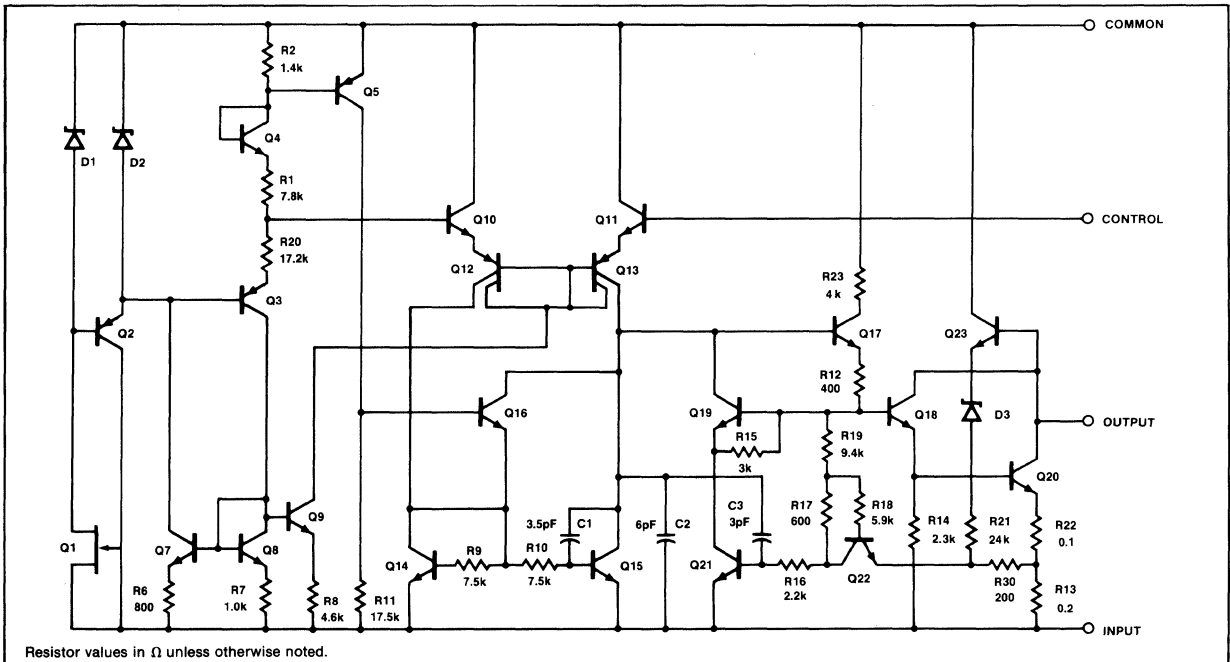 COMMON
R2
1.4k
Q5
Q4
D1
D2
R1
7.8k
Q10
Q11
CONTROL
R20
17.2k
Q12
Q13
Q3
R23
4 k
Q2
Q17
Q23
R12
400
Q16
Q19
Q18
D3
OUTPUT
R15
3k
R19
9.4k
Q20
Q9
3.5pF
C1
6pF
C2
C3
3pF
R17
600
R18
5.9k
R14
2.3k
R21
24 k
R22
0.1
Q1
Q7
Q8
R9
7.5k
R10
7.5k
Q14
Q15
Q21
R16
2.2k
Q22
R30
200
R13
0.2
R6
800
R7
1.0k
R8
4.6k
R11
17.5k
INPUT
Resistor values in Ω unless otherwise noted.